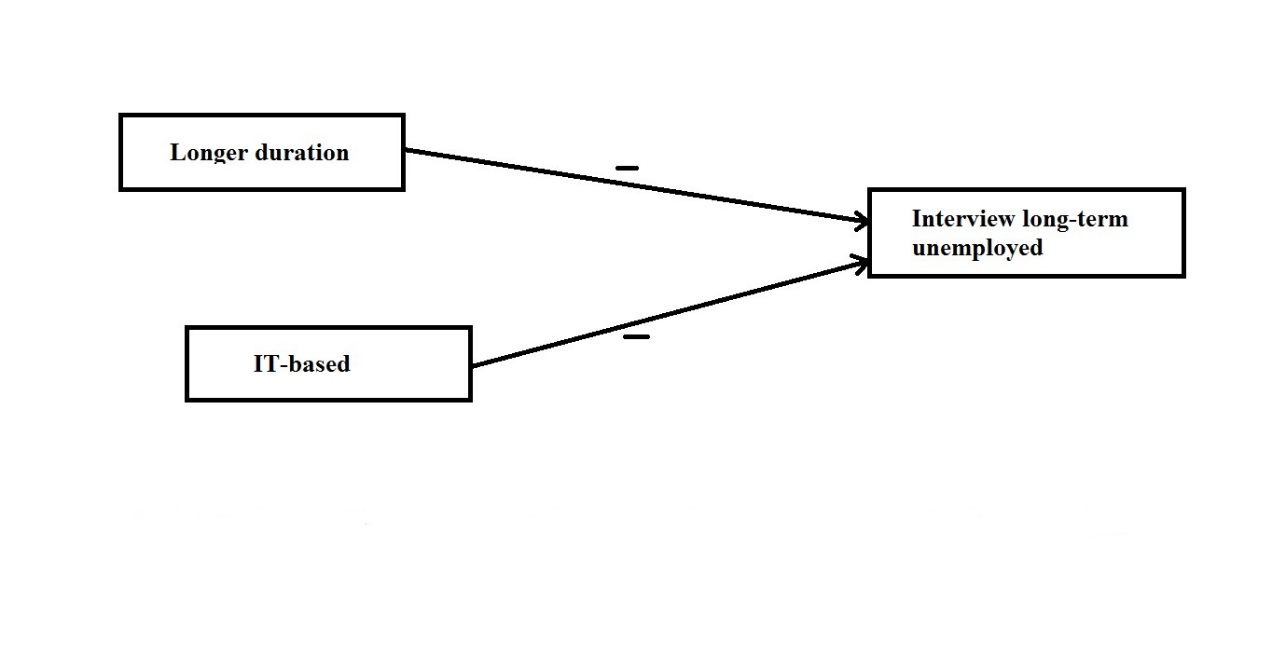 Longer duration
–
Interview long-term
unemployed
IT-based
–